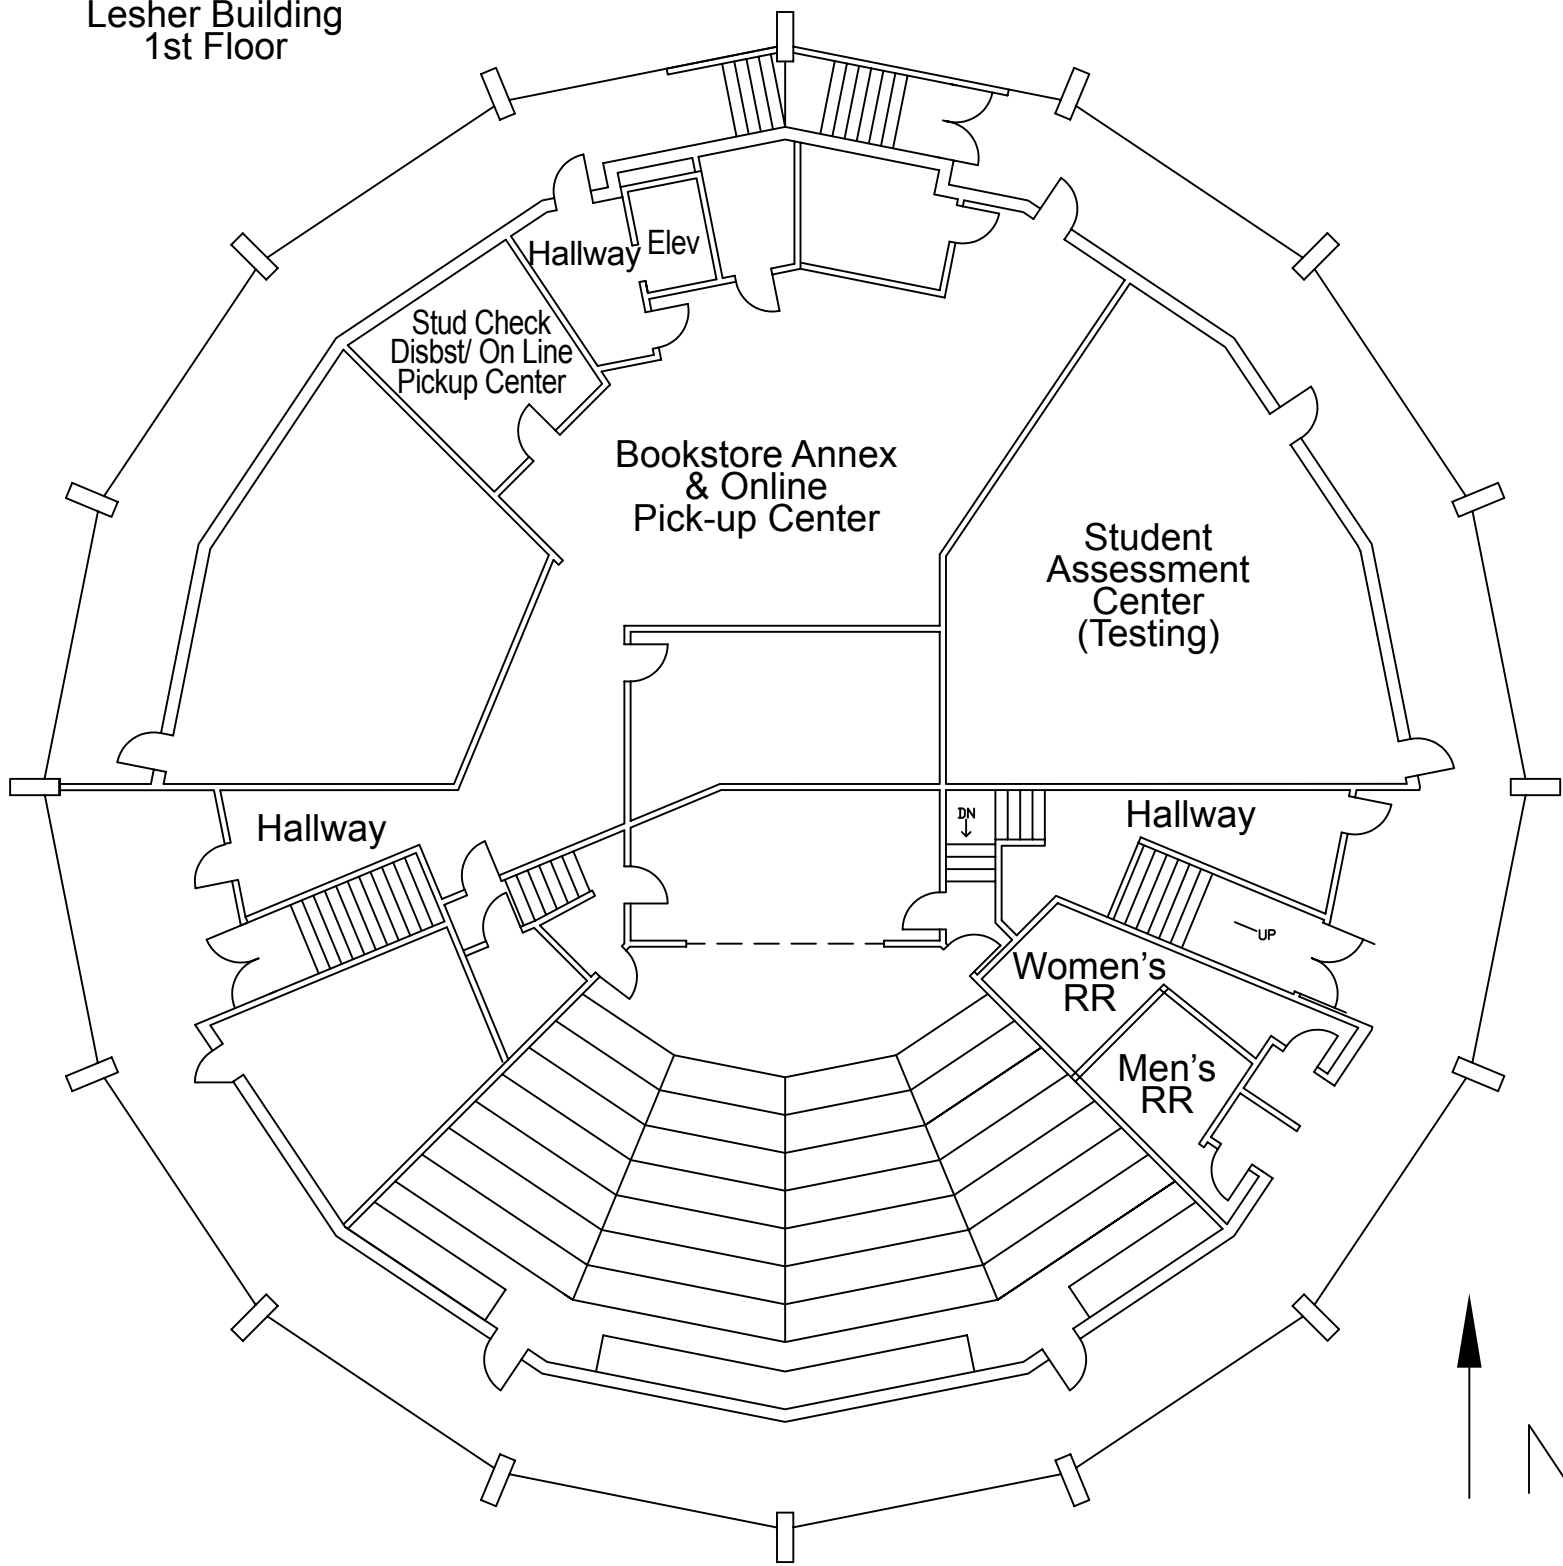 Lesher Building
1st Floor
Hallway
Elev
Stud Check
Disbst/ On Line
Pickup Center
Bookstore Annex
& Online
Pick-up Center
Student
Assessment
Center
(Testing)
Hallway
DN
Hallway
UP
Women's
RR
Men's
RR
N